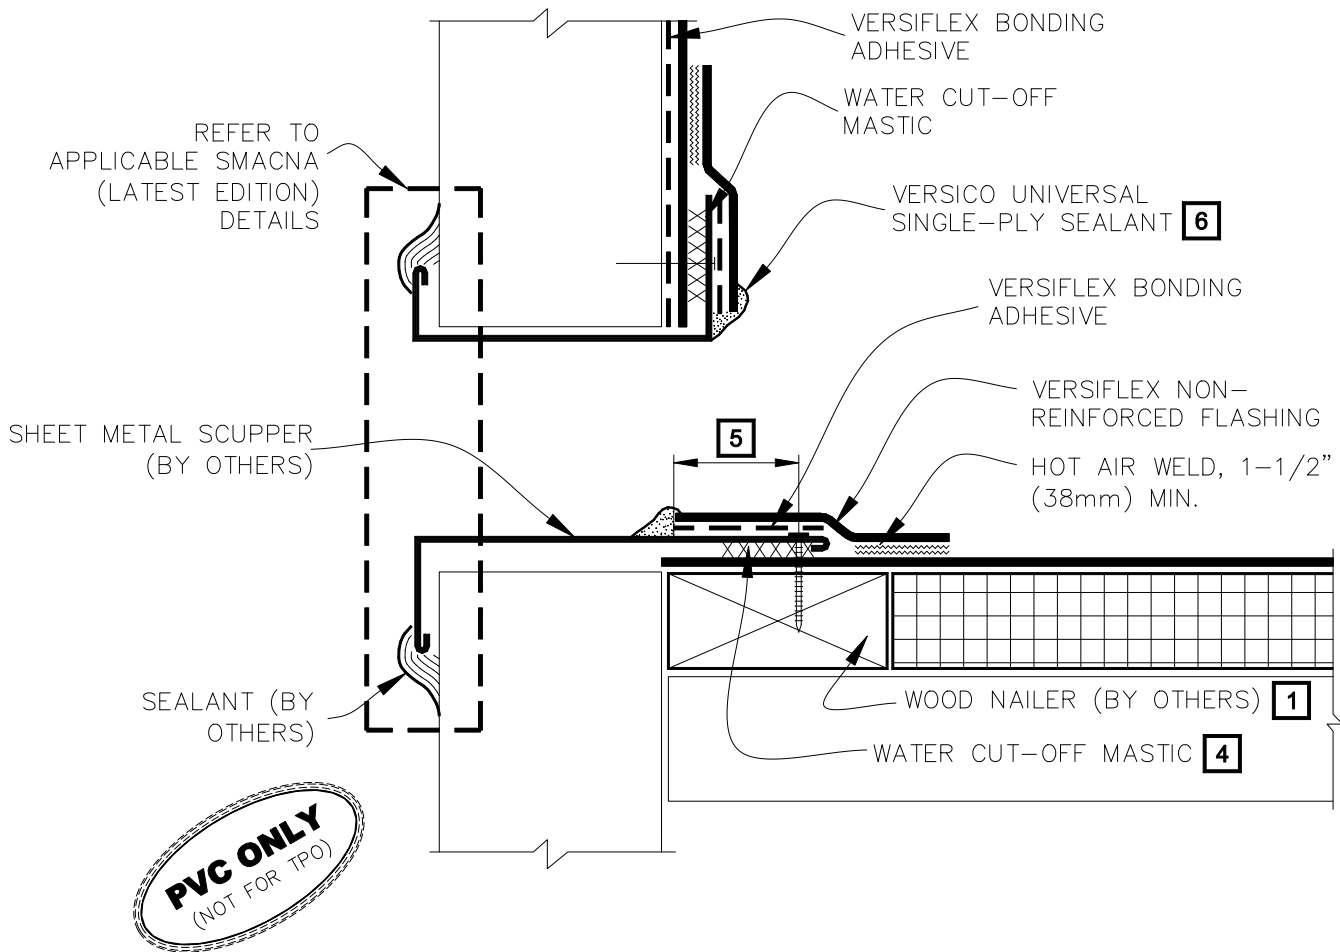 VERSIFLEX BONDING
ADHESIVE
WATER CUT-OFF
MASTIC
REFER TO
APPLICABLE SMACNA
(LATEST EDITION)
DETAILS
VERSICO UNIVERSAL
SINGLE-PLY SEALANT 6
VERSIFLEX BONDING
ADHESIVE
VERSIFLEX NON-
REINFORCED FLASHING
SHEET METAL SCUPPER
(BY OTHERS)
5
HOT AIR WELD, 1-1/2"
(38mm) MIN.
SEALANT (BY
OTHERS)
WOOD NAILER (BY OTHERS) 1
WATER CUT-OFF MASTIC 4
PVC ONLY
(NOT FOR TPO)